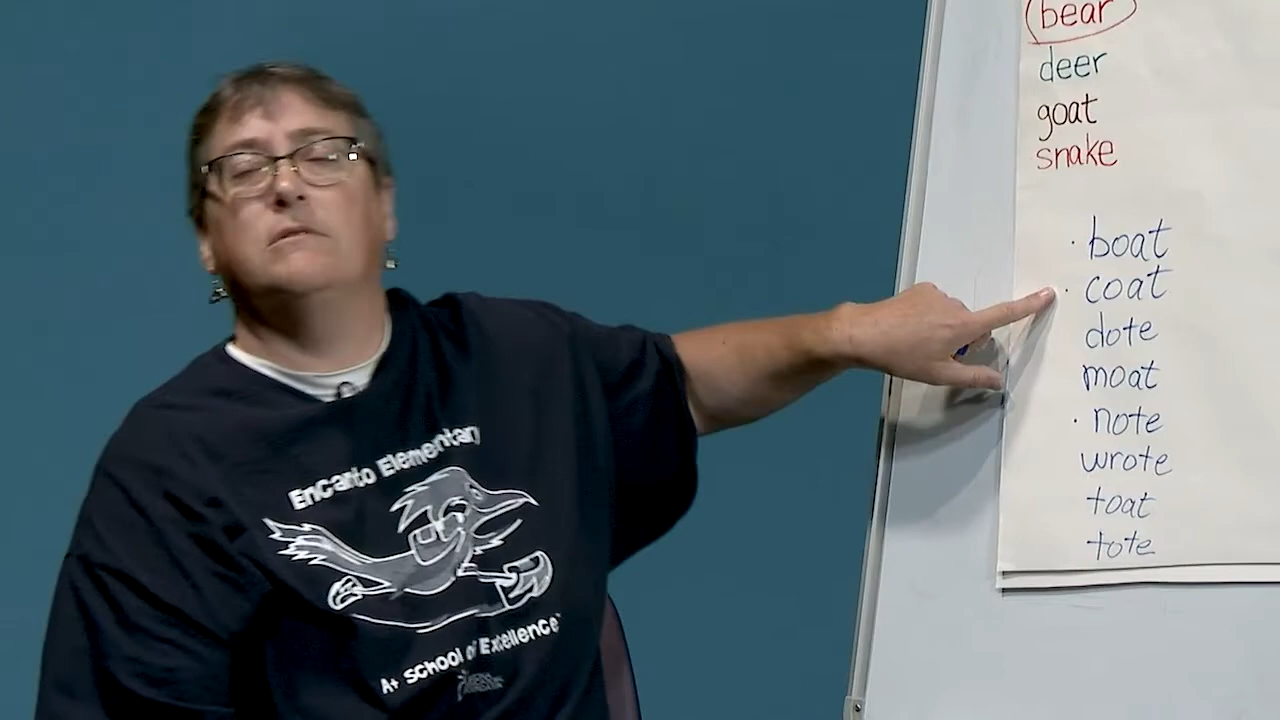 bear
deer
goat
snake
boat
coat
dote
moat
note
wrote
toat
tote
Encanto Elementary
A+ School of Excellence